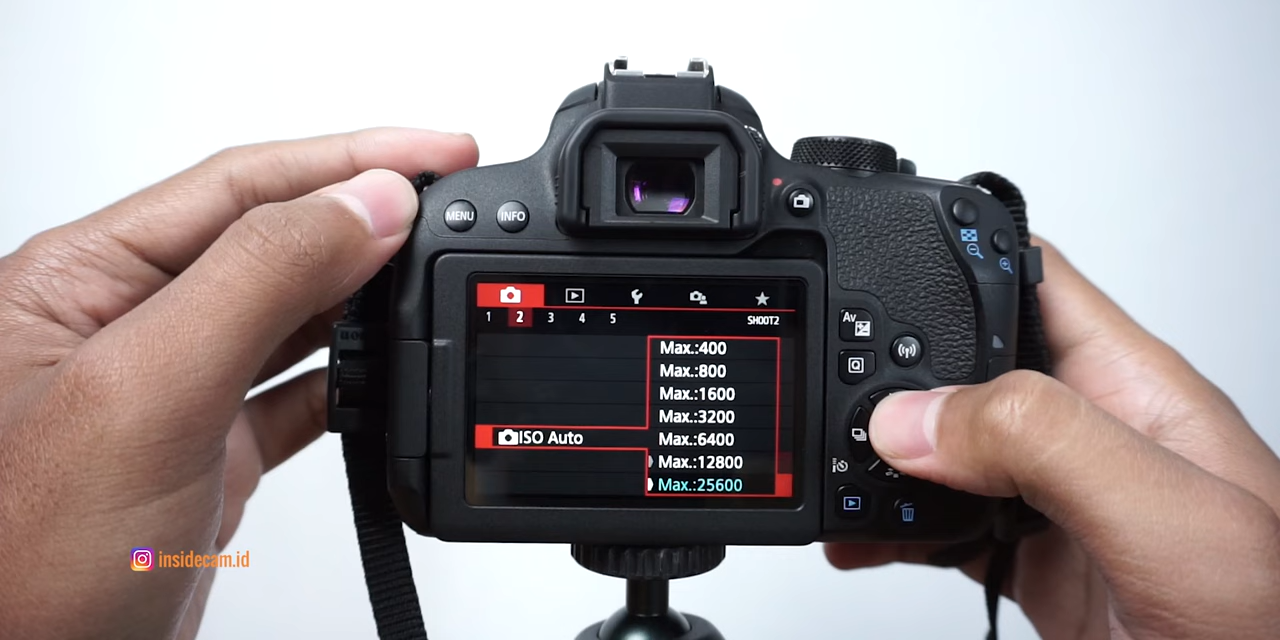 MENU
INFO
1 2 3 4 5
SHOOT2
Max.:400
Max.:800
Max.:1600
Max.:3200
Max.:6400
ISO Auto
Max.:12800
Max.:25600
Av
Q
insidecam.id